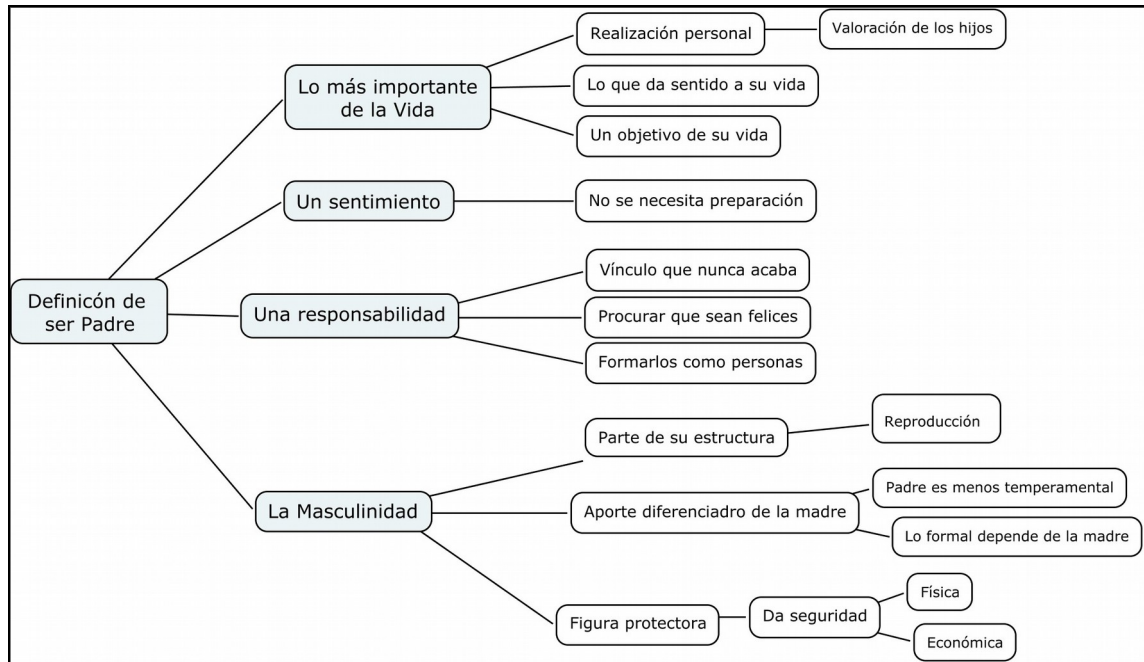 Realización personal
Valoración de los hijos
Lo más importante
de la Vida
Lo que da sentido a su vida
Un objetivo de su vida
Un sentimiento
No se necesita preparación
Definicón de
ser Padre
Una responsabilidad
Vínculo que nunca acaba
Procurar que sean felices
Formarlos como personas
Parte de su estructura
Reproducción
La Masculinidad
Aporte diferenciadro de la madre
Padre es menos temperamental
Lo formal depende de la madre
Figura protectora
Da seguridad
Física
Económica